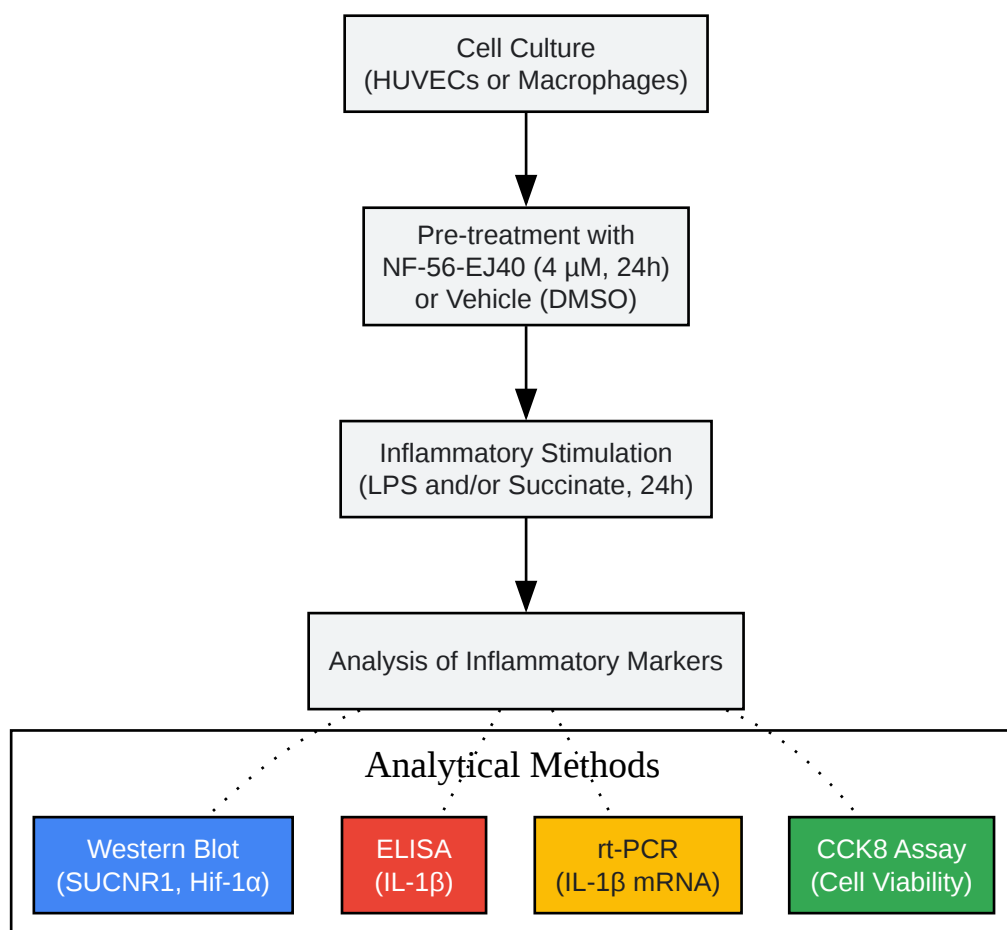 Cell Culture
(HUVECs or Macrophages)
Pre-treatment with
NF-56-EJ40 (4 µM, 24h)
or Vehicle (DMSO)
Inflammatory Stimulation
(LPS and/or Succinate, 24h)
Analysis of Inflammatory Markers
Analytical Methods
Western Blot
(SUCNR1, Hif-1α)
ELISA
(IL-1β)
rt-PCR
(IL-1β mRNA)
CCK8 Assay
(Cell Viability)